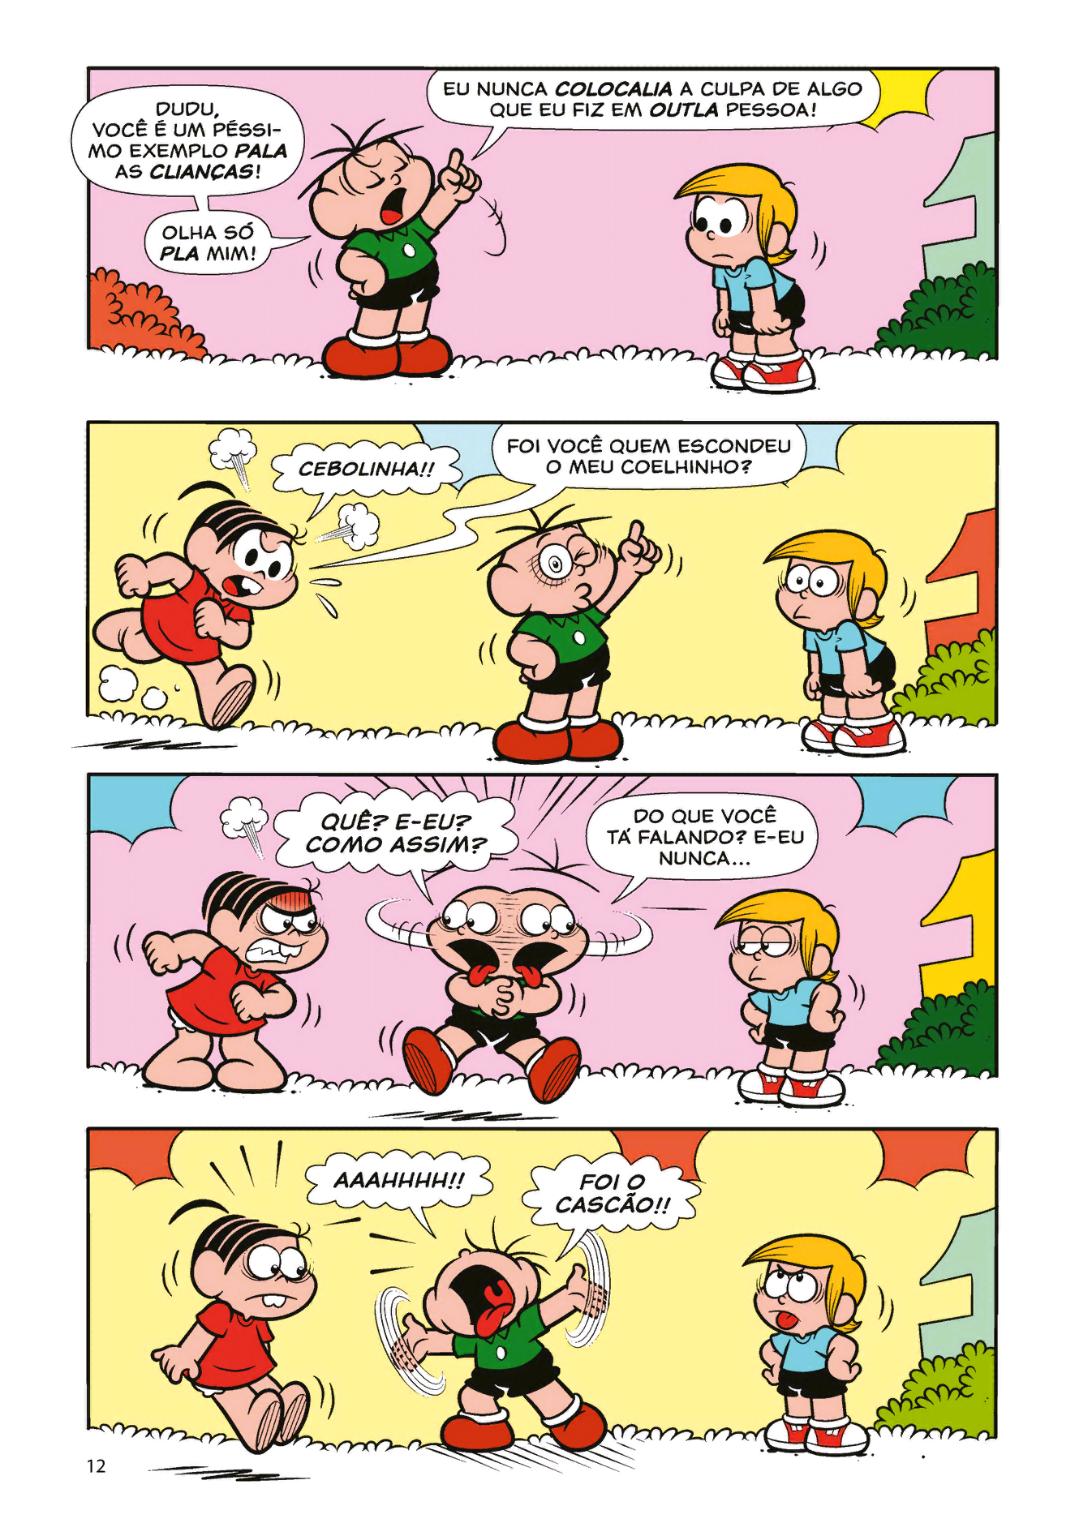 DUDU,
VOCÊ É UM PÉSSI-
MO EXEMPLO PALA
AS CLIANÇAS!
OLHA SÓ
PLA MIM!
EU NUNCA COLOCALIA A CULPA DE ALGO
QUE EU FIZ EM OUTLA PESSOA!
CEBOLINHA!!
FOI VOCÊ QUEM ESCONDEU
O MEU COELHINHO?
QUÊ? E-EU?
COMO ASSIM?
DO QUE VOCÊ
TÁ FALANDO? E-EU
NUNCA...
AAAHHHH!!
FOI O
CASCÃO!!
12